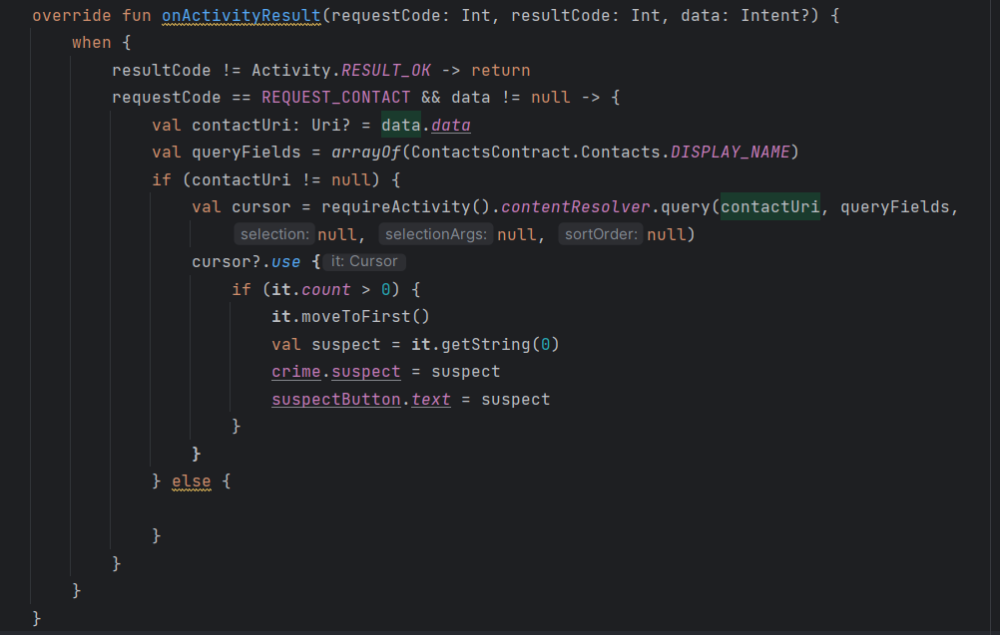 override fun onActivityResult(requestCode: Int, resultCode: Int, data: Intent?) {
    when {
        resultCode != Activity.RESULT_OK -> return
        requestCode == REQUEST_CONTACT && data != null -> {
            val contactUri: Uri? = data.data
            val queryFields = arrayOf(ContactsContract.Contacts.DISPLAY_NAME)
            if (contactUri != null) {
                val cursor = requireActivity().contentResolver.query(contactUri, queryFields,
                    selection: null, selectionArgs: null, sortOrder: null)
                cursor?.use { it: Cursor
                    if (it.count > 0) {
                        it.moveToFirst()
                        val suspect = it.getString(0)
                        crime.suspect = suspect
                        suspectButton.text = suspect
                    }
                }
            } else {

            }
        }
    }
}